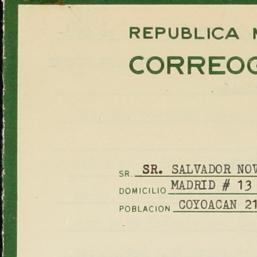 REPUBLICA M
CORREOG
SR. SR. SALVADOR NOV
DOMICILIO MADRID # 13
POBLACION COYOACAN 21